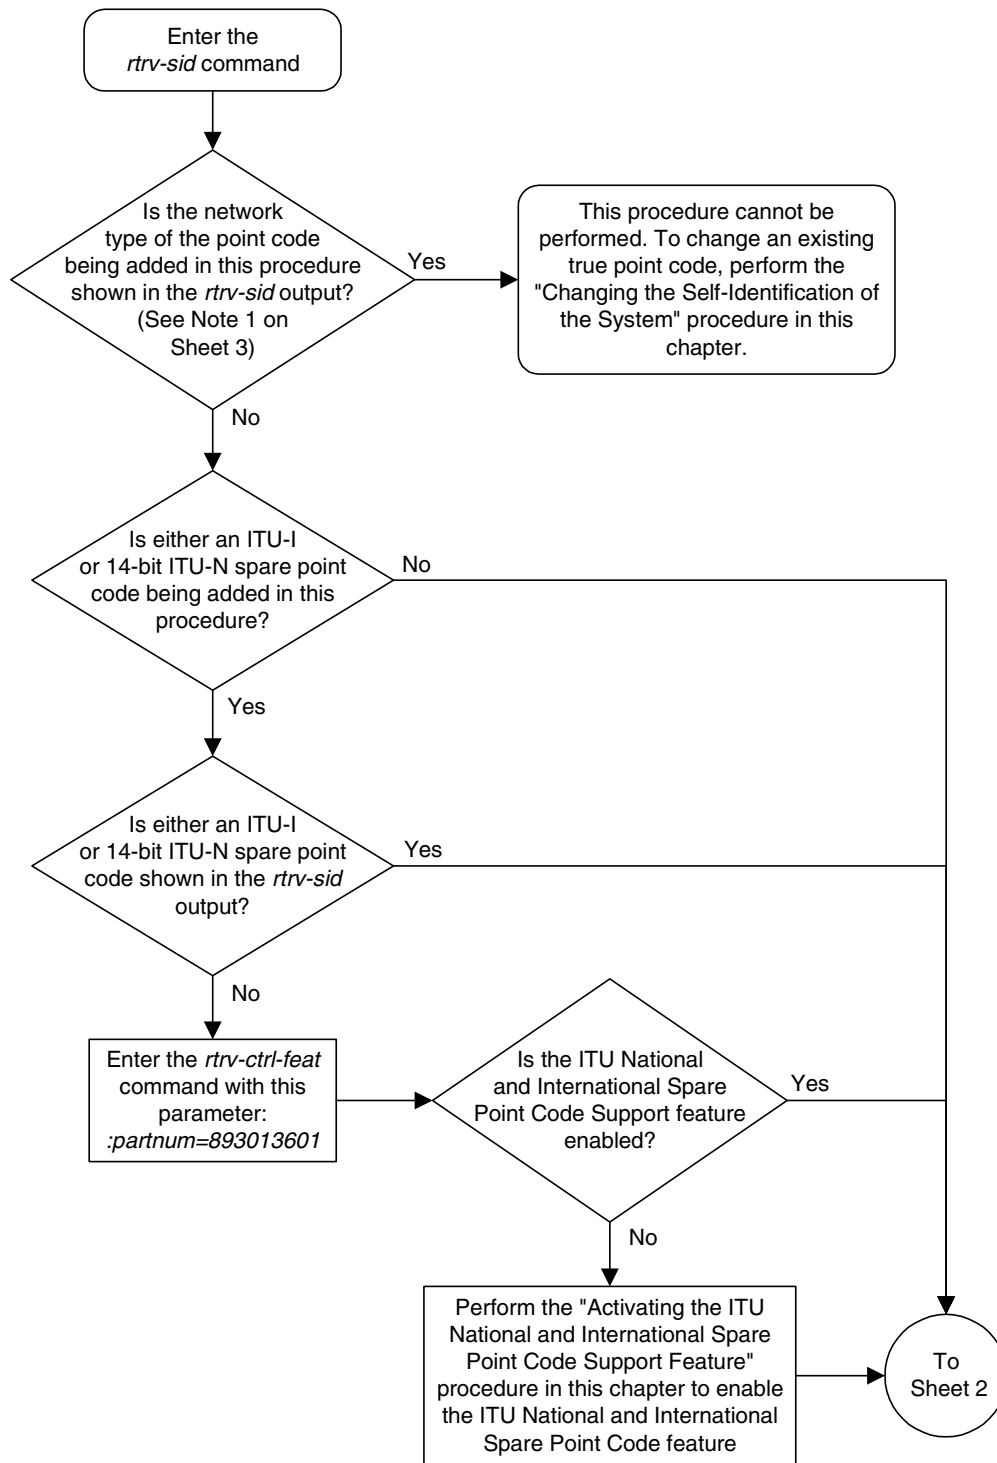 Enter the
rtrv-sid command
Is the network
type of the point code
being added in this procedure
shown in the rtrv-sid output?
(See Note 1 on
Sheet 3)
Yes
This procedure cannot be
performed. To change an existing
true point code, perform the
"Changing the Self-Identification of
the System" procedure in this
chapter.
No
Is either an ITU-I
or 14-bit ITU-N spare point
code being added in this
procedure?
No
Yes
Is either an ITU-I
or 14-bit ITU-N spare point
code shown in the rtrv-sid
output?
Yes
No
Enter the rtrv-ctrl-feat
command with this
parameter:
:partnum=893013601
Is the ITU National
and International Spare
Point Code Support feature
enabled?
Yes
No
Perform the "Activating the ITU
National and International Spare
Point Code Support Feature"
procedure in this chapter to enable
the ITU National and International
Spare Point Code feature
To
Sheet 2